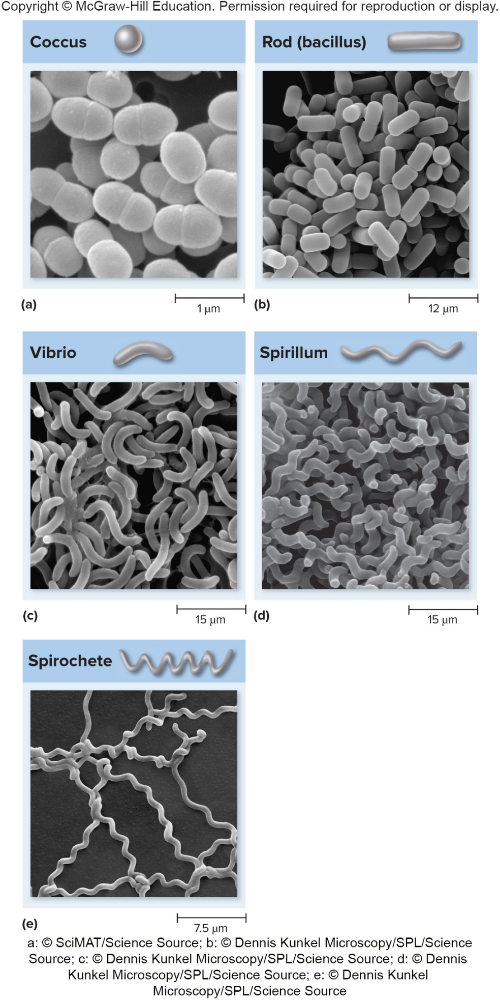 Copyright © McGraw-Hill Education. Permission required for reproduction or display.
Coccus
Rod (bacillus)
(a)
1 µm
(b)
12 µm
Vibrio
Spirillum
(c)
15 µm
(d)
15 µm
Spirochete
(e)
7.5 µm
a: © SciMAT/Science Source; b: © Dennis Kunkel Microscopy/SPL/Science
Source; c: © Dennis Kunkel Microscopy/SPL/Science Source; d: © Dennis
Kunkel Microscopy/SPL/Science Source; e: © Dennis Kunkel
Microscopy/SPL/Science Source